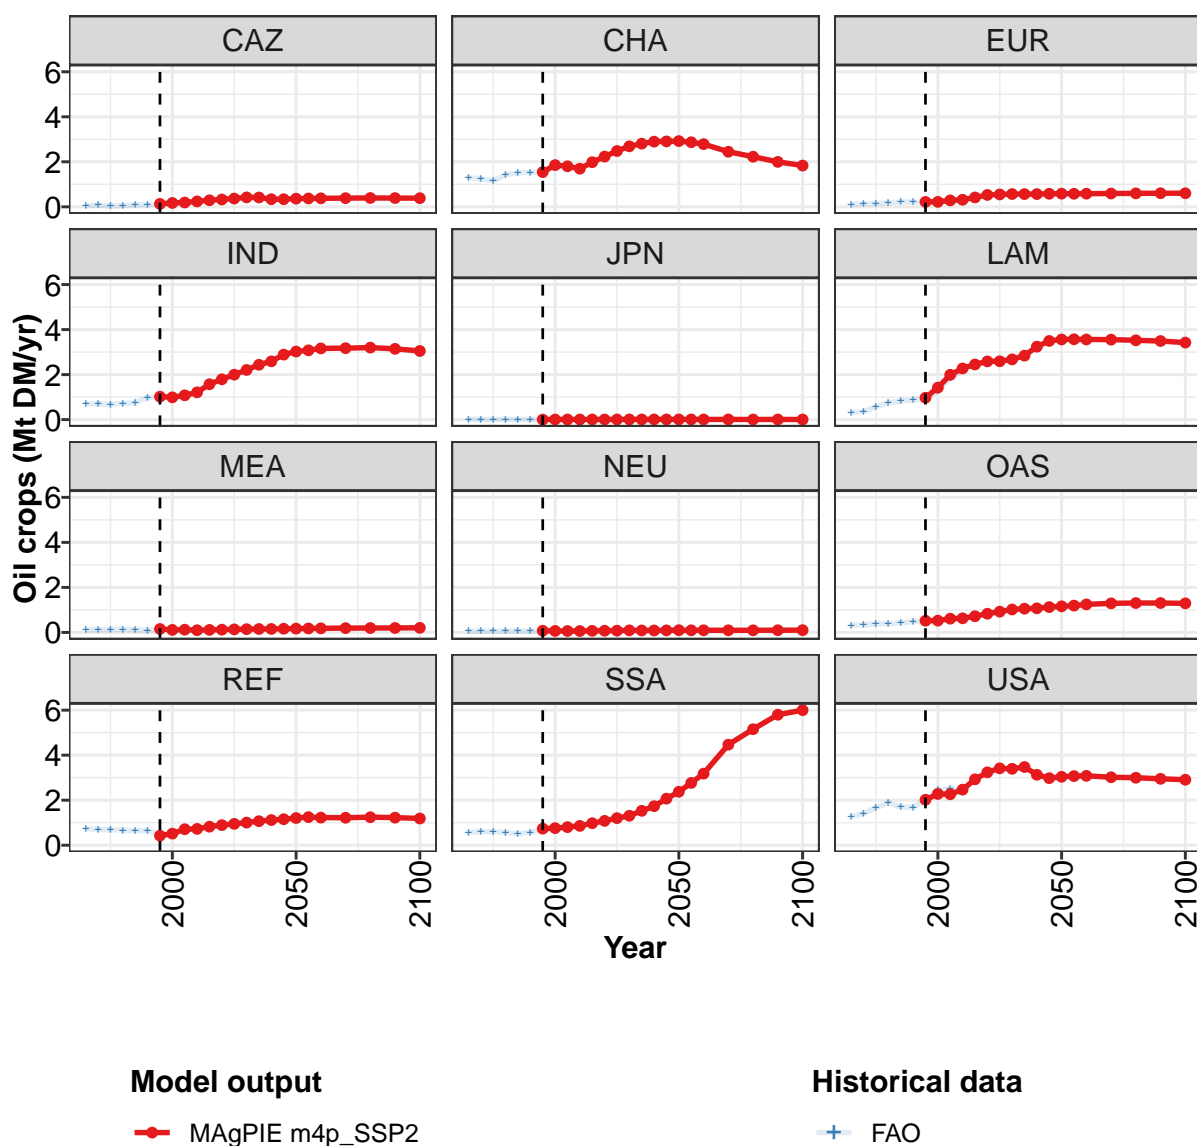 CAZ CHA EUR
6
4
2
0
IND JPN LAM
6
4
2
0
MEA NEU OAS
6
4
2
0
REF SSA USA
6
4
2
0
Oil crops (Mt DM/yr)
2000 2050 2100 2000 2050 2100 2000 2050 2100
Year
Model output Historical data
MAgPIE m4p_SSP2 FAO